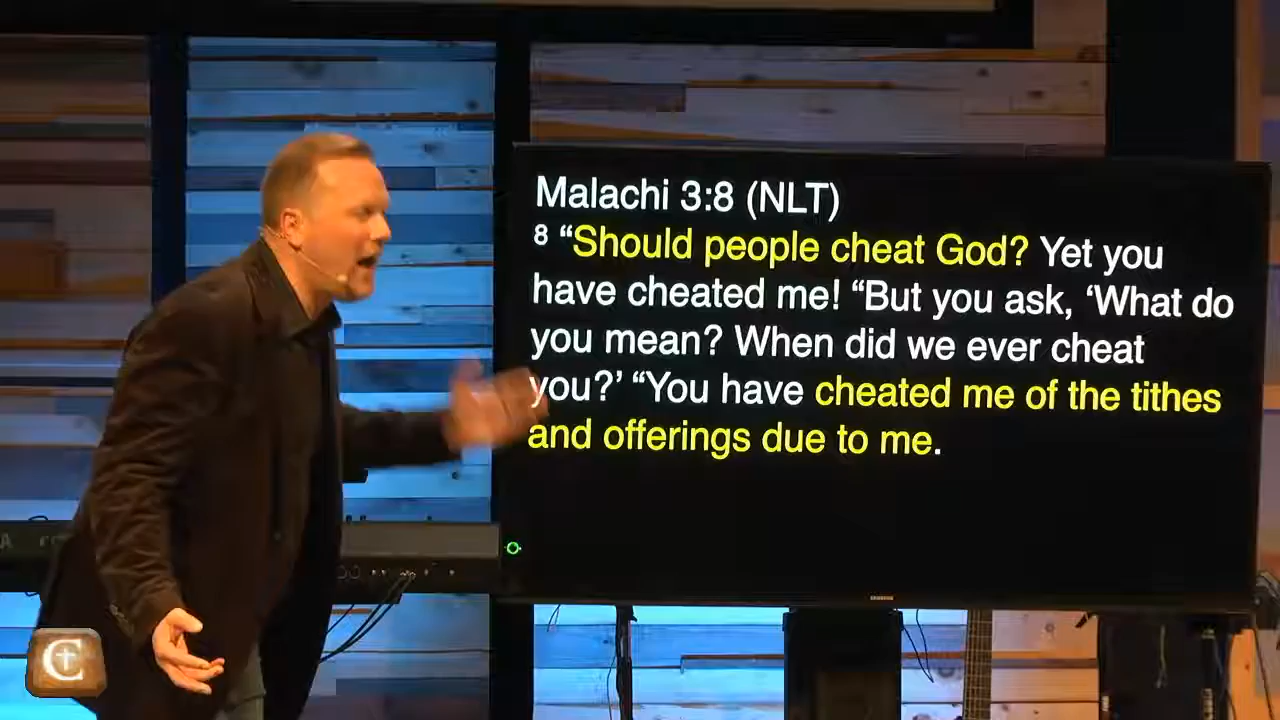 Malachi 3:8 (NLT)
8 “Should people cheat God? Yet you
have cheated me! “But you ask, ‘What do
you mean? When did we ever cheat
you?’ “You have cheated me of the tithes
and offerings due to me.
SAMSUNG
C